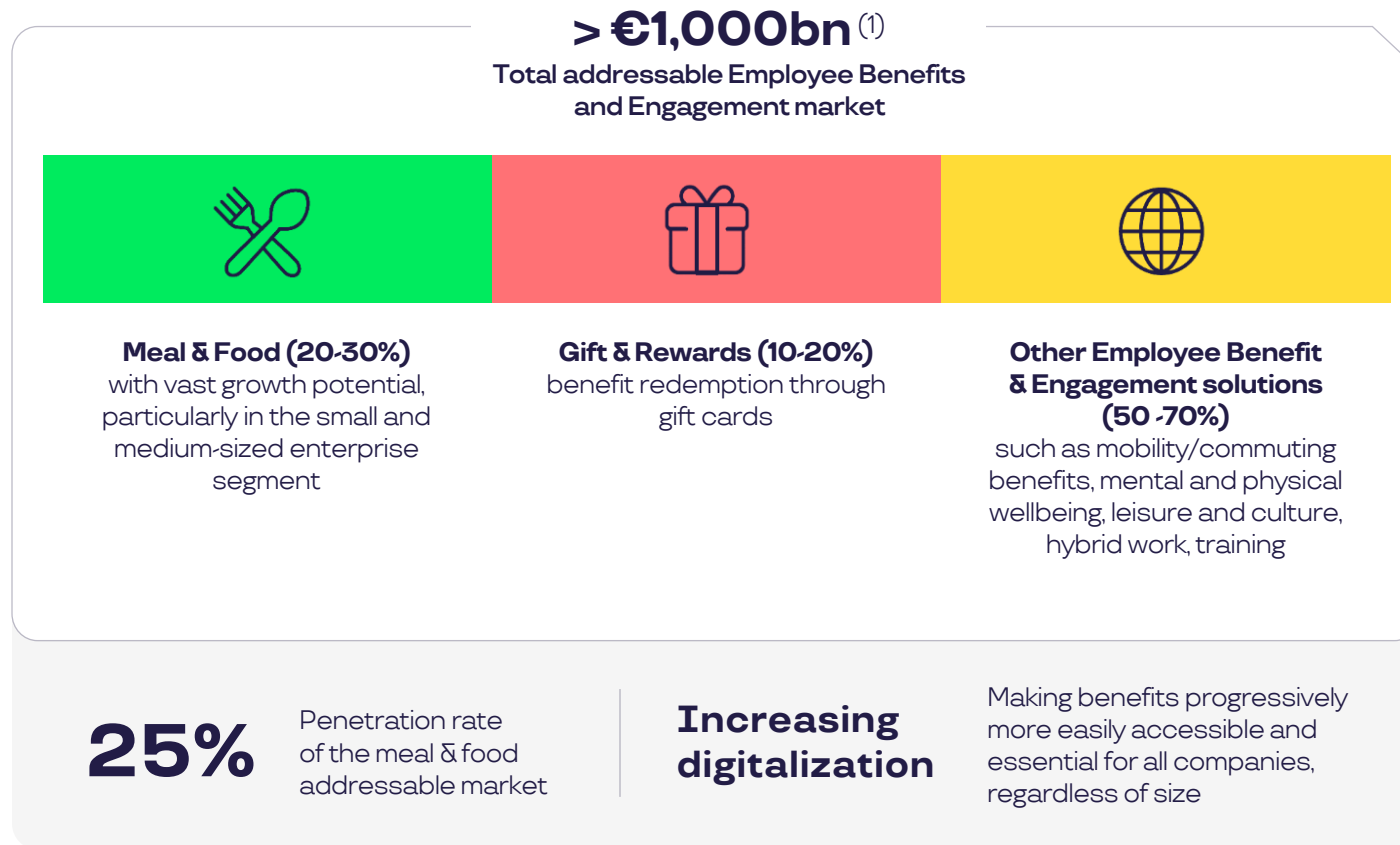 > €1,000bn (1)
Total addressable Employee Benefits
and Engagement market
Meal & Food (20-30%)
with vast growth potential,
particularly in the small and
medium-sized enterprise
segment
Gift & Rewards (10-20%)
benefit redemption through
gift cards
Other Employee Benefit
& Engagement solutions
(50 -70%)
such as mobility/commuting
benefits, mental and physical
wellbeing, leisure and culture,
hybrid work, training
25%
Penetration rate
of the meal & food
addressable market
Increasing
digitalization
Making benefits progressively
more easily accessible and
essential for all companies,
regardless of size